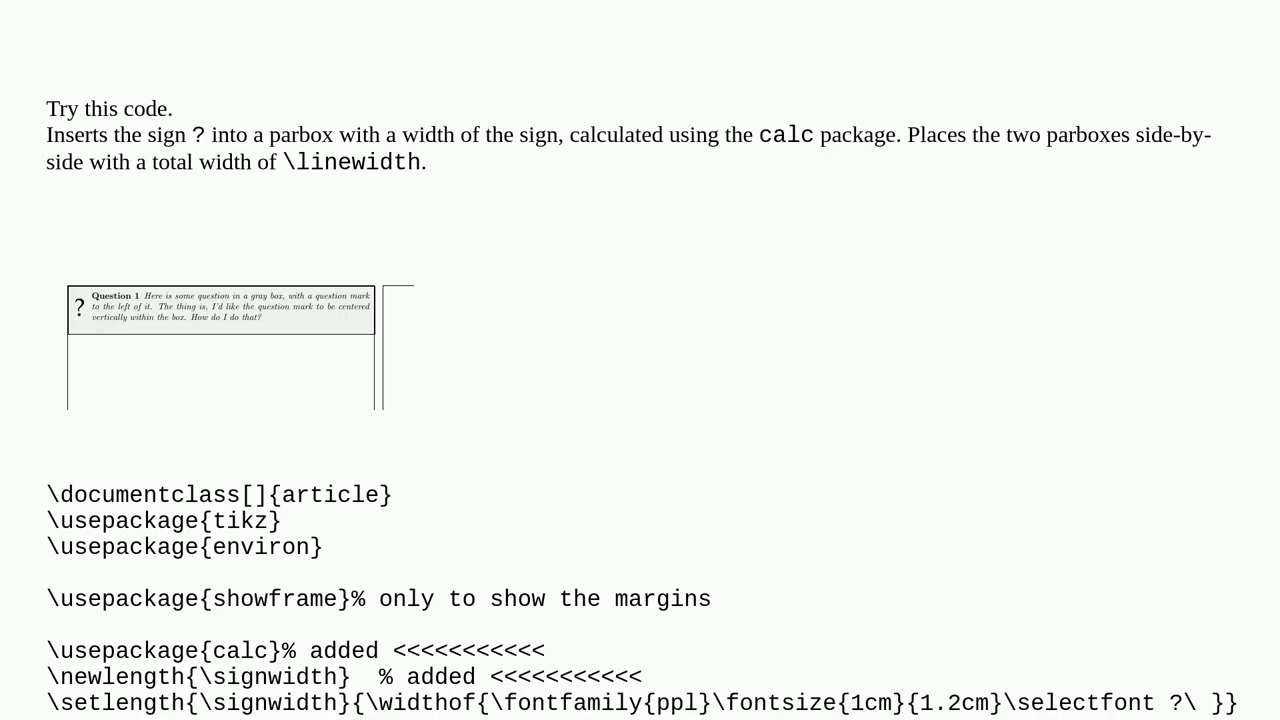 Try this code.
Inserts the sign ? into a parbox with a width of the sign, calculated using the calc package. Places the two parboxes side-by-
side with a total width of \linewidth.
? Question 1 Here is some question in a gray box, with a question mark
to the left of it. The thing is, I'd like the question mark to be centered
vertically within the box. How do I do that?
\documentclass[]{article}
\usepackage{tikz}
\usepackage{environ}
\usepackage{showframe}% only to show the margins
\usepackage{calc}% added <<<<<<<<<<<
\newlength{\signwidth}  % added <<<<<<<<<<<
\setlength{\signwidth}{\widthof{\fontfamily{ppl}\fontsize{1cm}{1.2cm}\selectfont ?\ }}